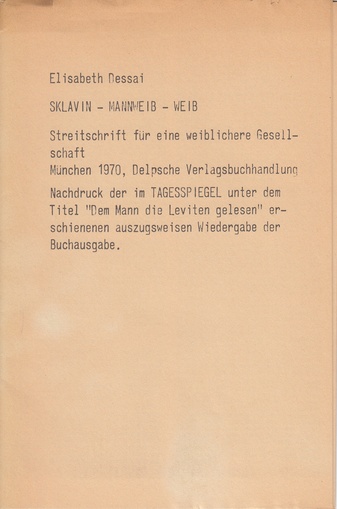 Elisabeth Dessai
SKLAVIN - MANNWEIB - WEIB
Streitschrift für eine weiblichere Gesell-
schaft
München 1970, Delpsche Verlagsbuchhandlung
Nachdruck der im TAGESSPIEGEL unter dem
Titel "Dem Mann die Leviten gelesen" er-
schienenen auszugsweisen Wiedergabe der
Buchausgabe.